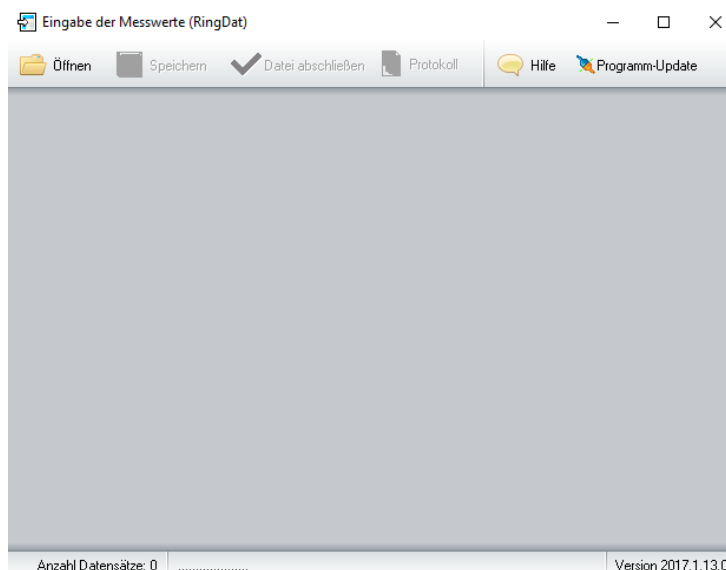 Eingabe der Messwerte (RingDat)
Öffnen Speichern Datei abschließen Protokoll Hilfe Programm-Update
Anzahl Datensätze: 0 .................... Version 2017.1.13.0